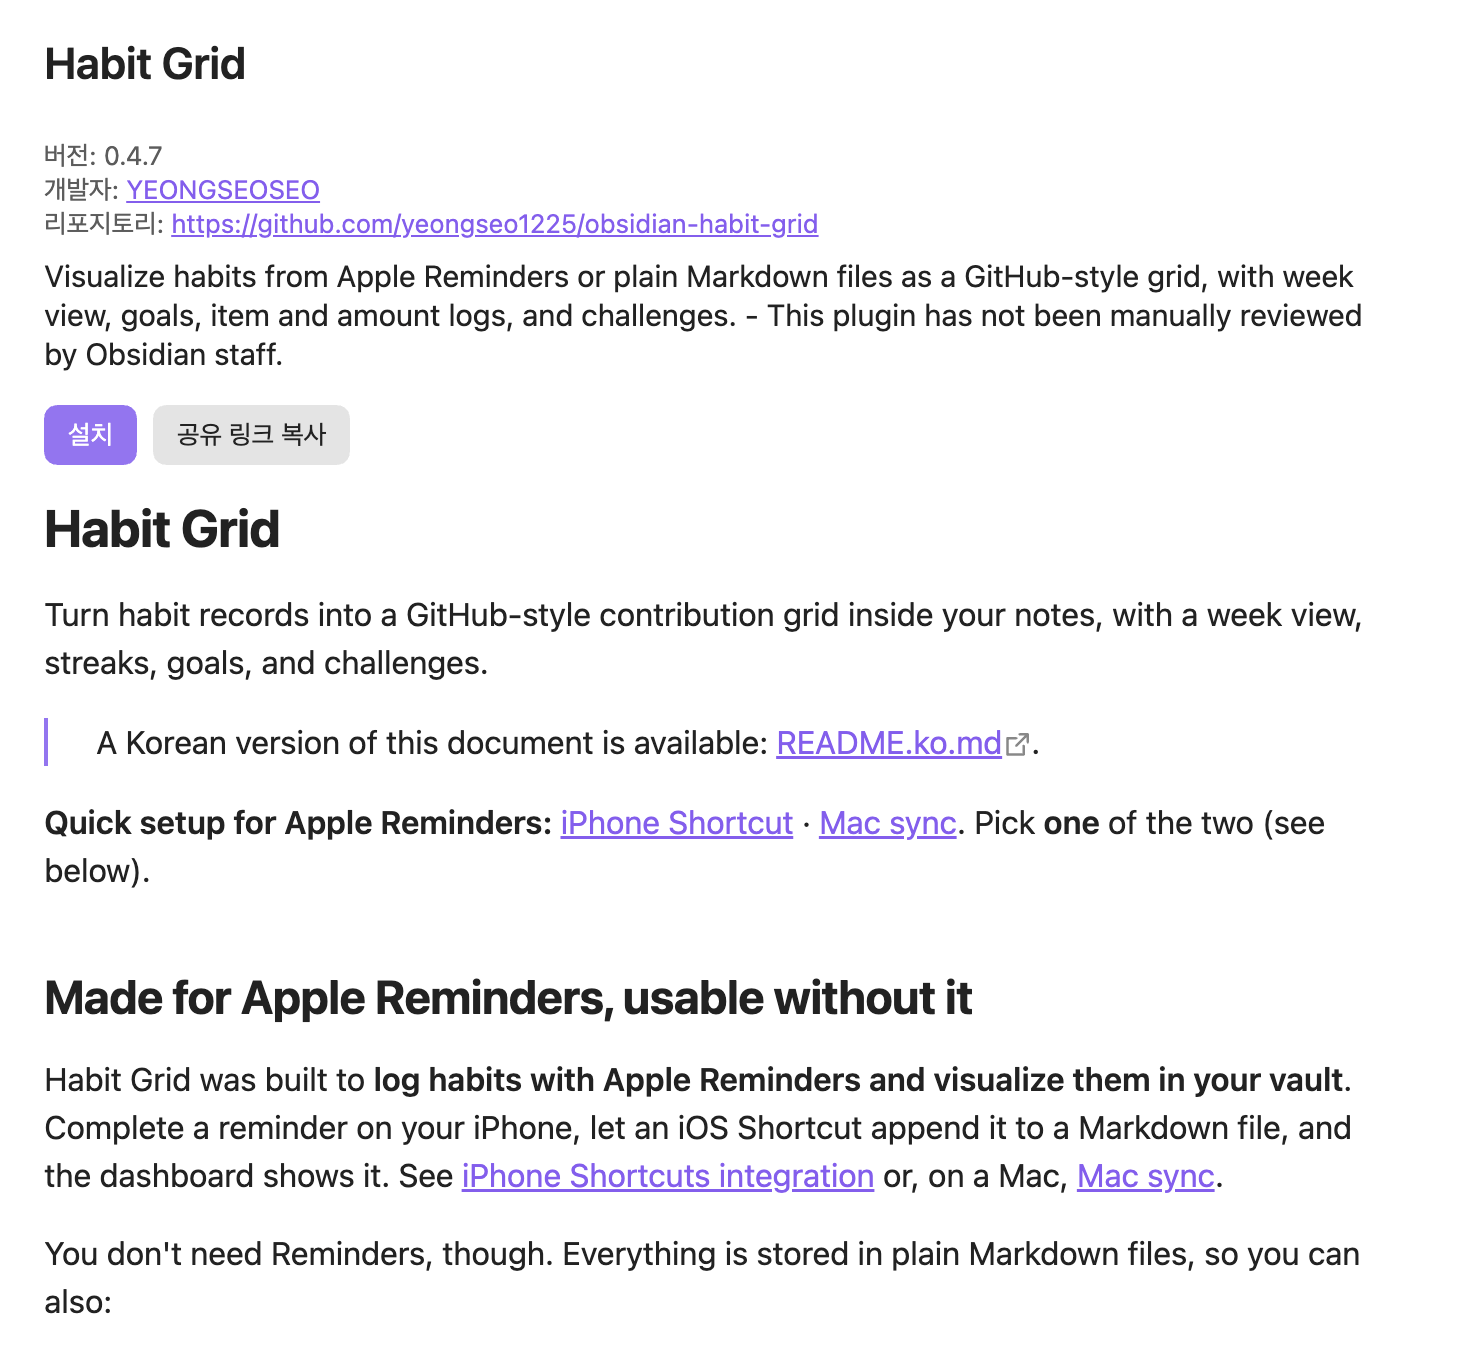 Habit Grid
버전: 0.4.7
개발자: YEONGSEOSEO
리포지토리: https://github.com/yeongseo1225/obsidian-habit-grid
Visualize habits from Apple Reminders or plain Markdown files as a GitHub-style grid, with week
view, goals, item and amount logs, and challenges. - This plugin has not been manually reviewed
by Obsidian staff.
설치
공유 링크 복사
Habit Grid
Turn habit records into a GitHub-style contribution grid inside your notes, with a week view,
streaks, goals, and challenges.
A Korean version of this document is available: README.ko.md.
Quick setup for Apple Reminders: iPhone Shortcut · Mac sync. Pick one of the two (see
below).
Made for Apple Reminders, usable without it
Habit Grid was built to log habits with Apple Reminders and visualize them in your vault.
Complete a reminder on your iPhone, let an iOS Shortcut append it to a Markdown file, and
the dashboard shows it. See iPhone Shortcuts integration or, on a Mac, Mac sync.
You don't need Reminders, though. Everything is stored in plain Markdown files, so you can
also: